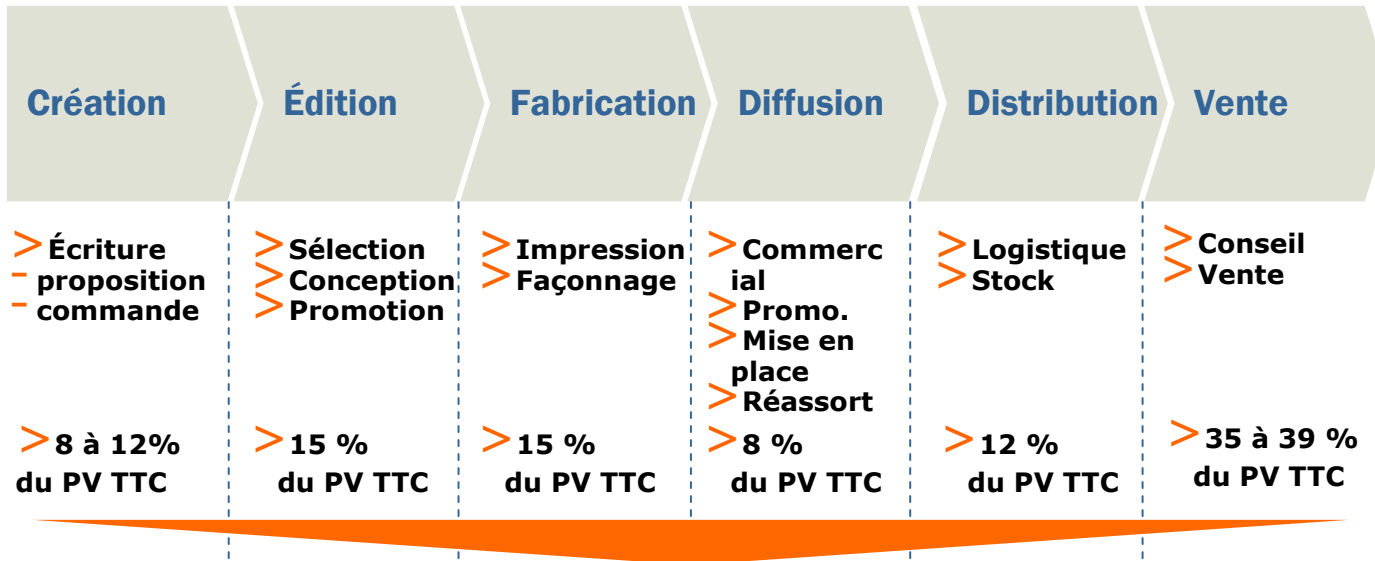 Création
Édition
Fabrication
Diffusion
Distribution
Vente
> Écriture
- proposition
- commande
> Sélection
> Conception
> Promotion
> Impression
> Façonnage
> Commerc
ial
> Promo.
> Mise en
place
> Réassort
> Logistique
> Stock
> Conseil
> Vente
> 8 à 12%
du PV TTC
> 15 %
du PV TTC
> 15 %
du PV TTC
> 8 %
du PV TTC
> 12 %
du PV TTC
> 35 à 39 %
du PV TTC